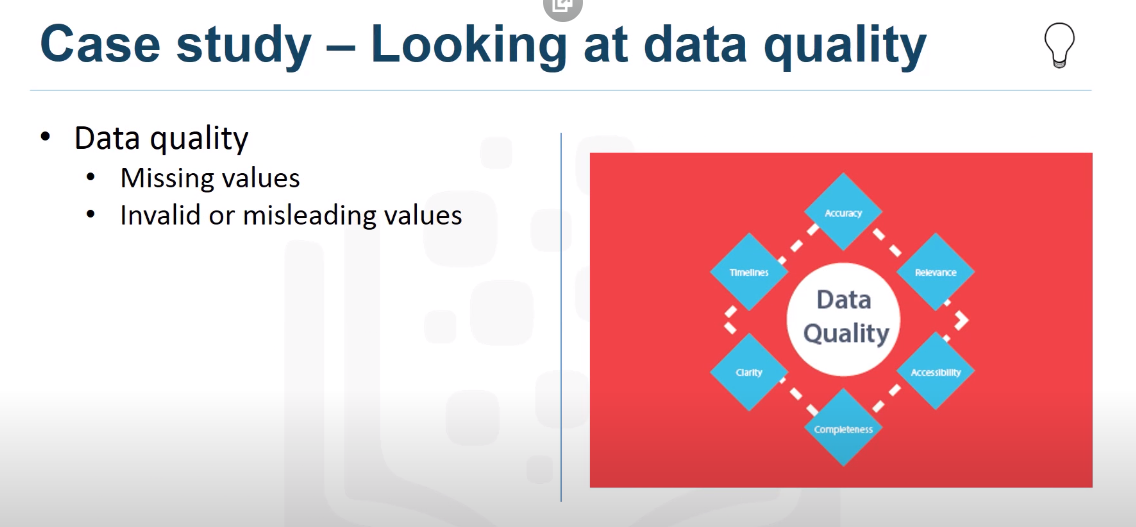 Case study – Looking at data quality
• Data quality
• Missing values
• Invalid or misleading values
Accuracy
Timelines
Relevance
Data
Quality
Clarity
Accessibility
Completeness